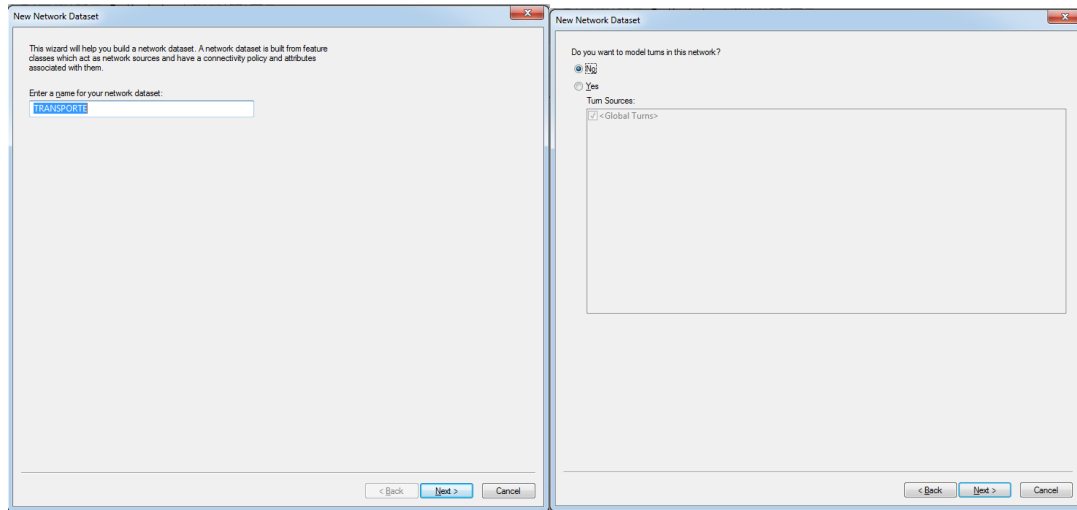 New Network Dataset
This wizard will help you build a network dataset. A network dataset is built from feature
classes which act as network sources and have a connectivity policy and attributes
associated with them.
Enter a name for your network dataset:
TRANSPORTE
< Back
Next >
Cancel
New Network Dataset
Do you want to model turns in this network?
No
Yes
Turn Sources:
<Global Turns>
< Back
Next >
Cancel